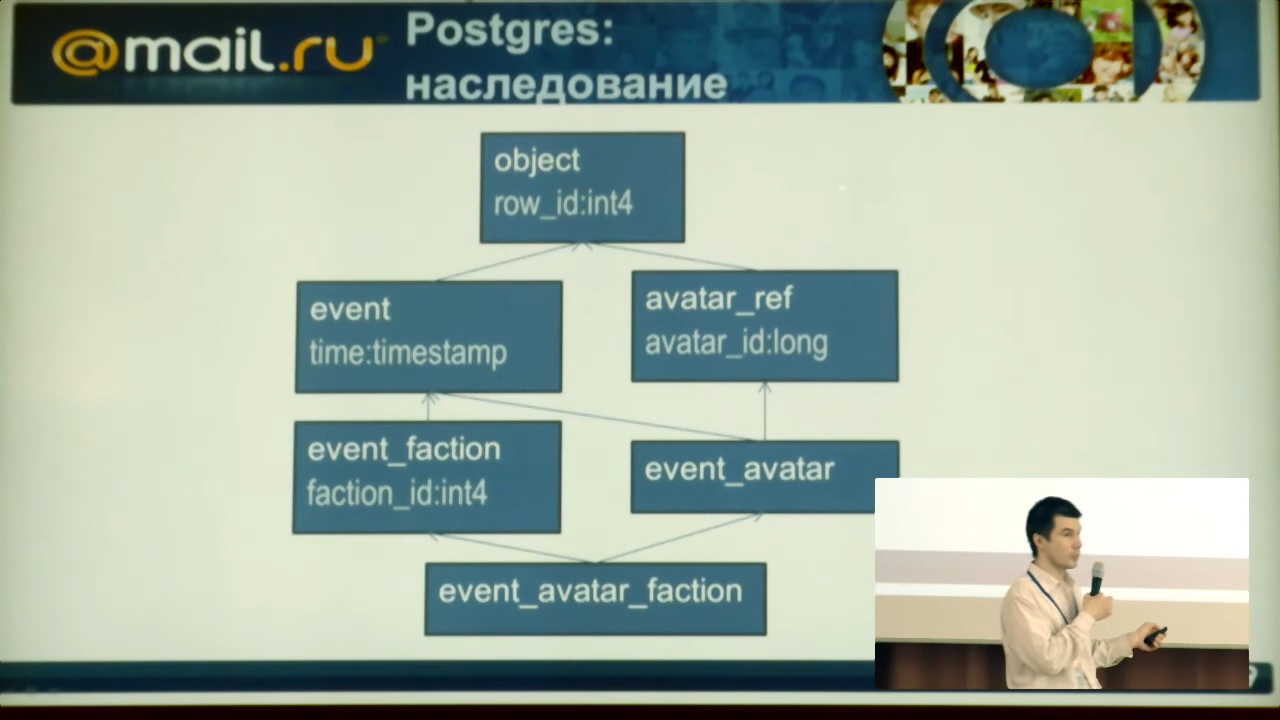 @mail.ru
Postgres:
наследование
object
row_id:int4
event
time:timestamp
avatar_ref
avatar_id:long
event_faction
faction_id:int4
event_avatar
event_avatar_faction